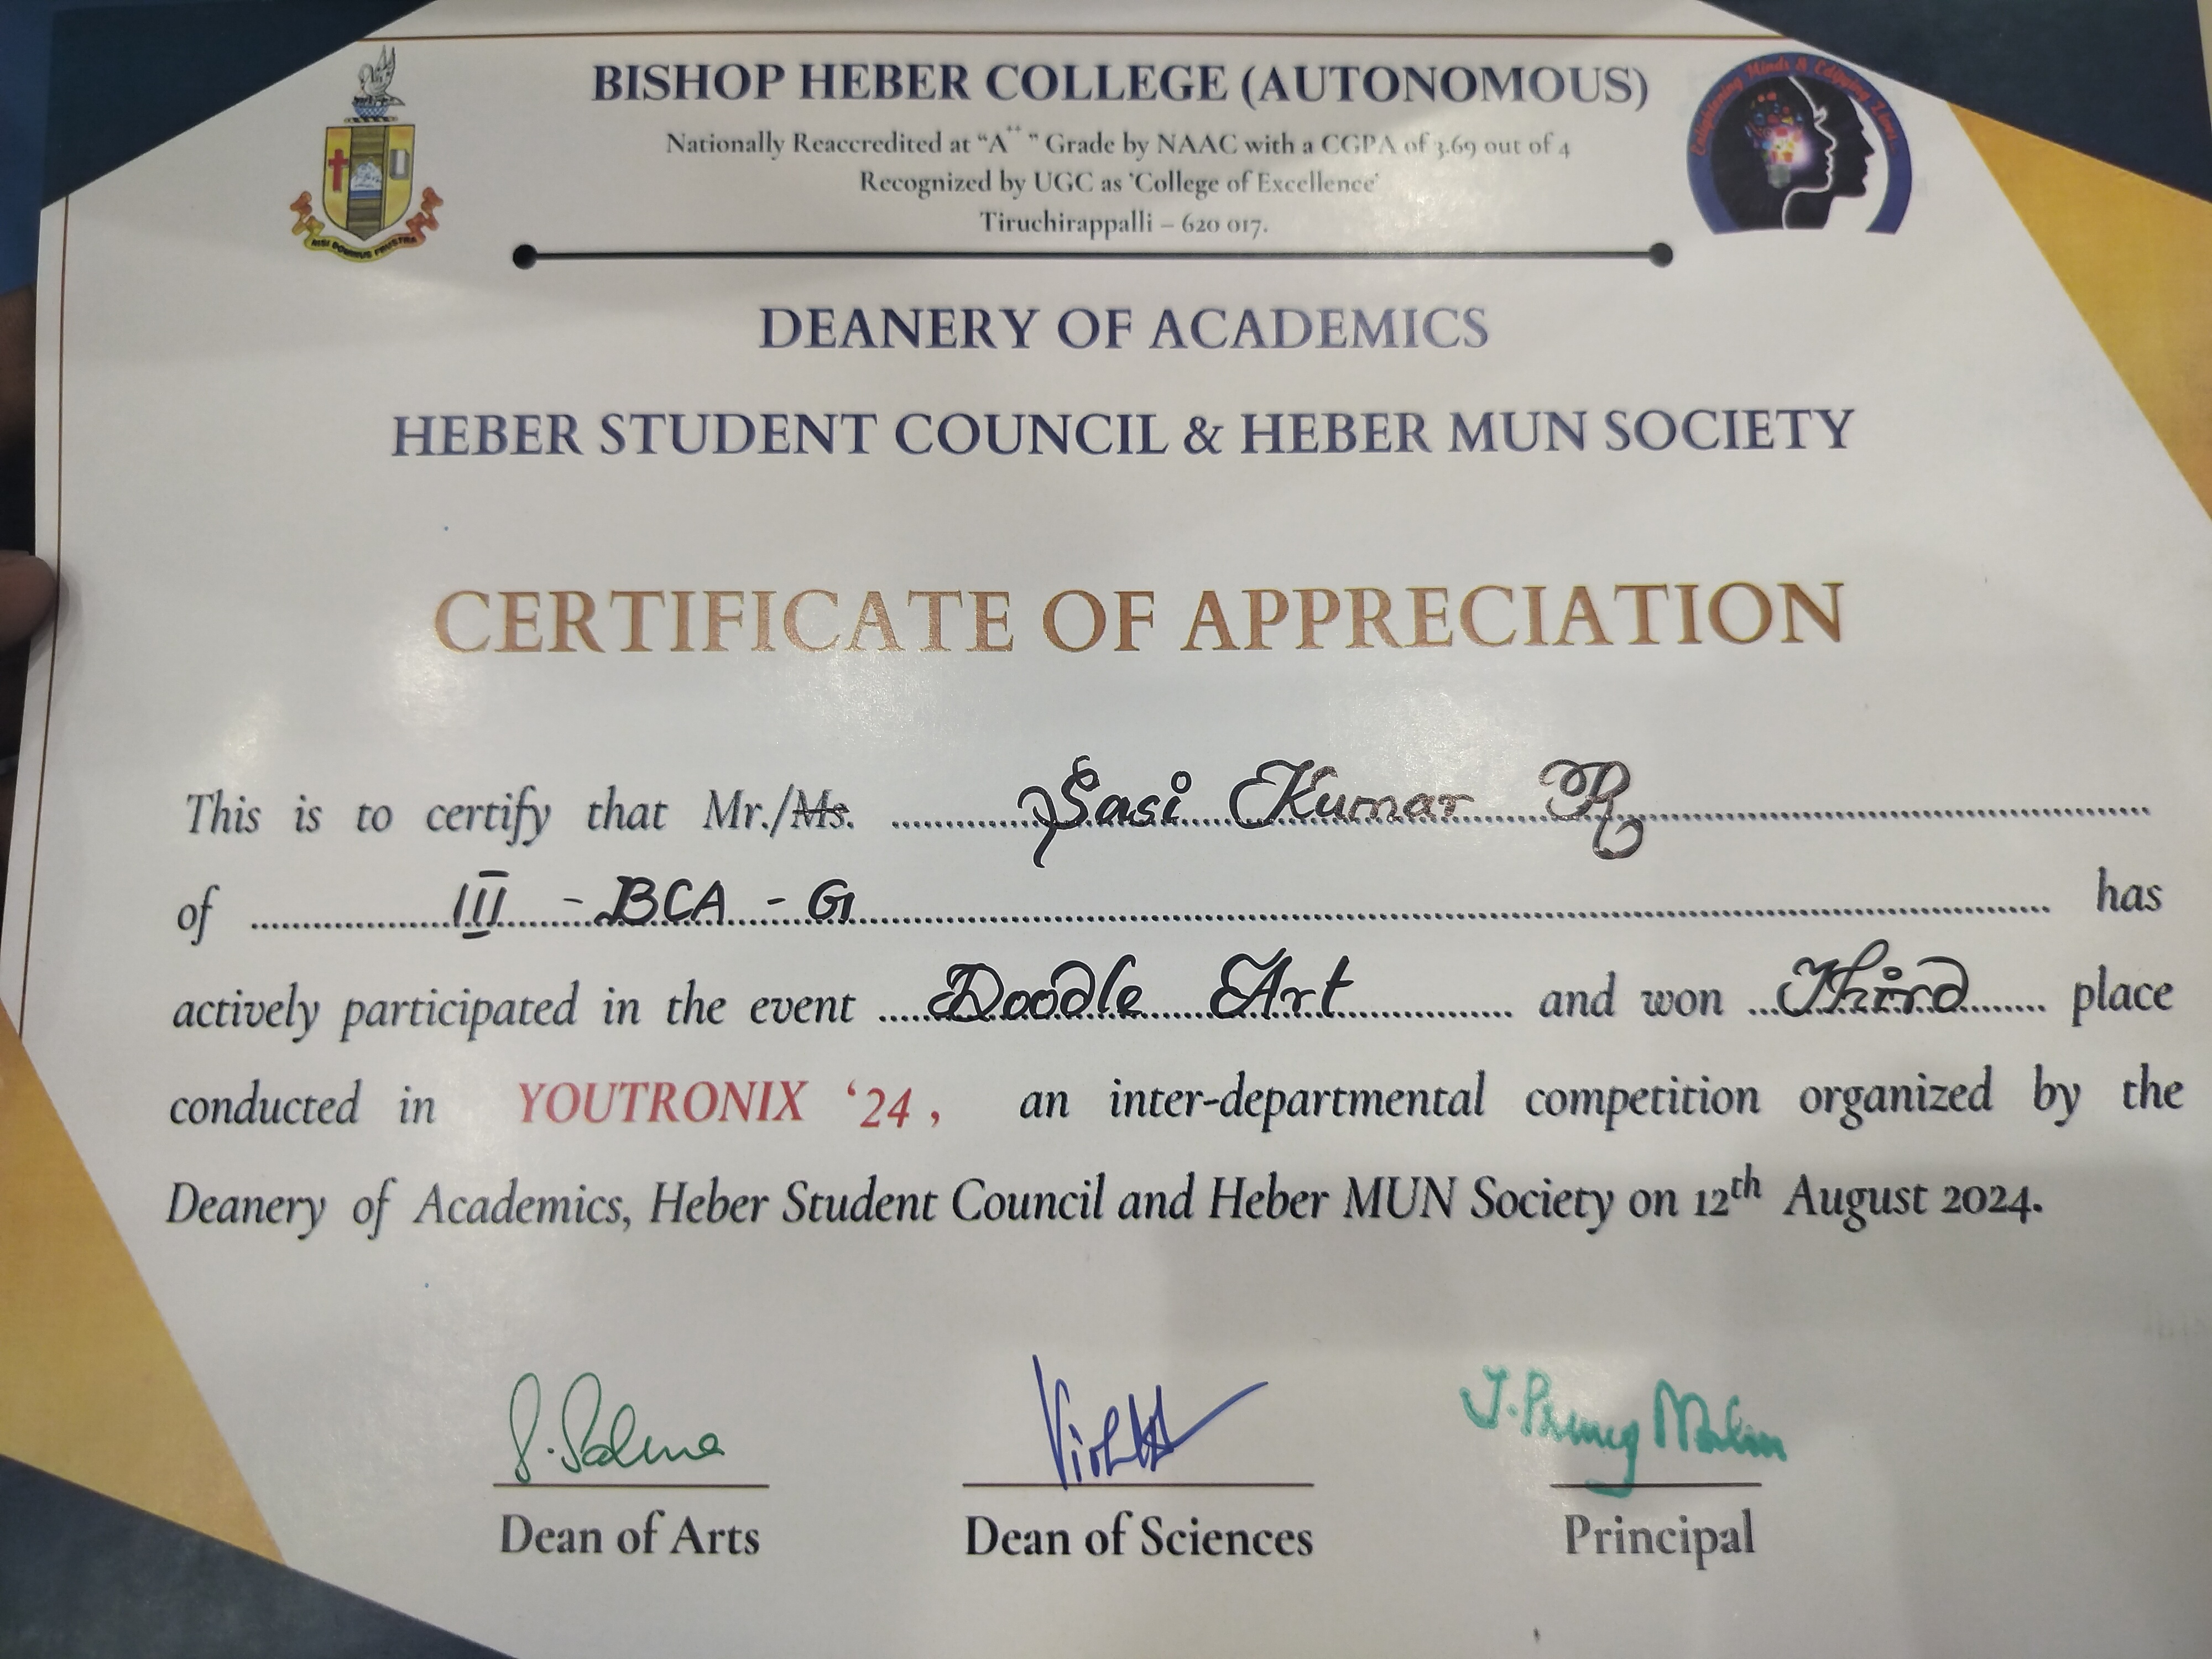 BISHOP HEBER COLLEGE (AUTONOMOUS)
Nationally Reaccredited at “A++” Grade by NAAC with a CGPA of 3.69 out of 4
Recognized by UGC as 'College of Excellence'
Tiruchirappalli – 620 017.
NISI DOMINUS FRUSTRA
DEANERY OF ACADEMICS
HEBER STUDENT COUNCIL & HEBER MUN SOCIETY
CERTIFICATE OF APPRECIATION
This is to certify that Mr./Ms. Sasi Kumar R
of III - BCA - G has
actively participated in the event Doodle Art and won Third place
conducted in YOUTRONIX ‘24 , an inter-departmental competition organized by the
Deanery of Academics, Heber Student Council and Heber MUN Society on 12th August 2024.
Dean of Arts Dean of Sciences Principal